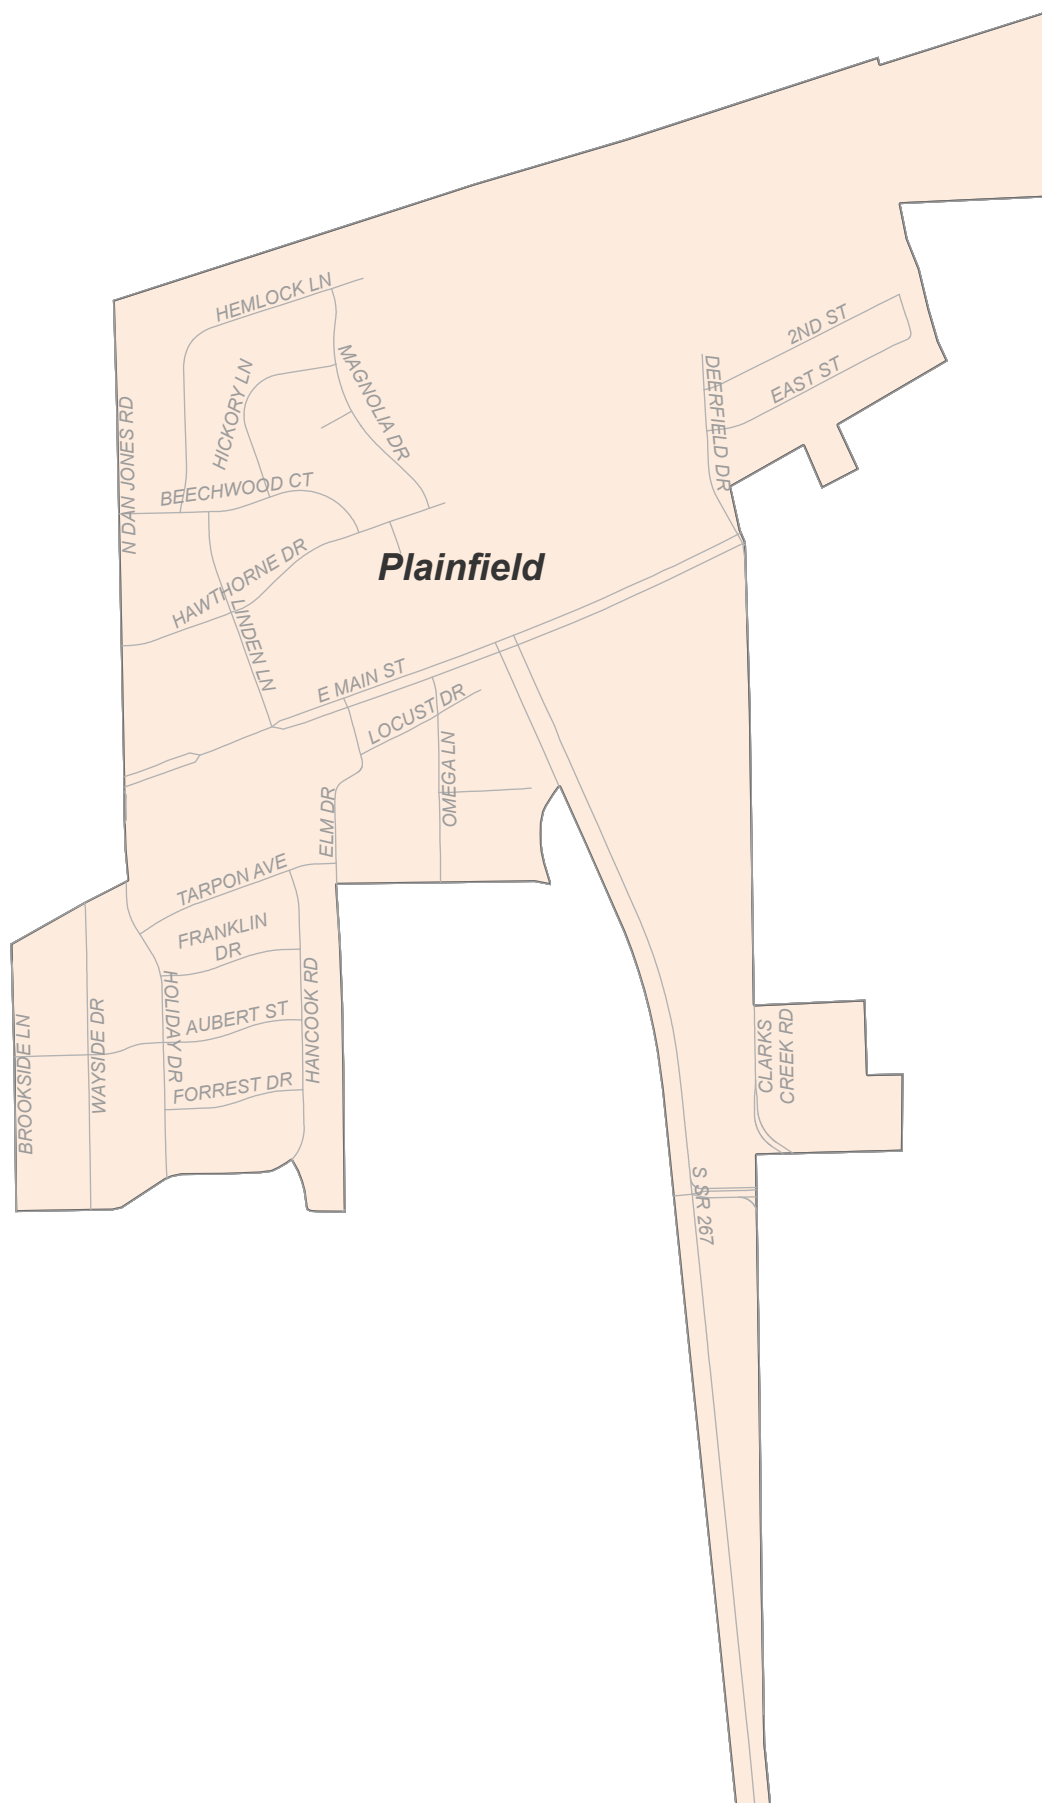 HEMLOCK LN
2ND ST
MAGNOLIA DR
HICKORY LN
DEERFIELD DR
EAST ST
N DAN JONES RD
BEECHWOOD CT
Plainfield
HAWTHORNE DR
LINDEN LN
E MAIN ST
LOCUST DR
OMEGA LN
ELM DR
TARPON AVE
FRANKLIN
DR
HANCOOK RD
HOLIDAY DR
AUBERT ST
WAYSIDE DR
BROOKSIDE LN
FORREST DR
CLARKS
CREEK RD
S SR 267